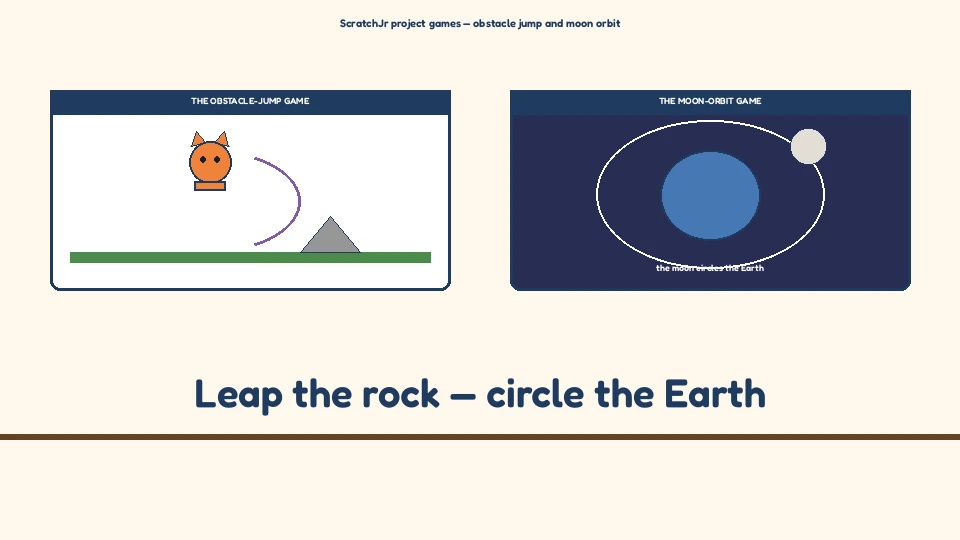 ScratchJr project games — obstacle jump and moon orbit
THE OBSTACLE-JUMP GAME
THE MOON-ORBIT GAME
the moon circles the Earth
Leap the rock — circle the Earth